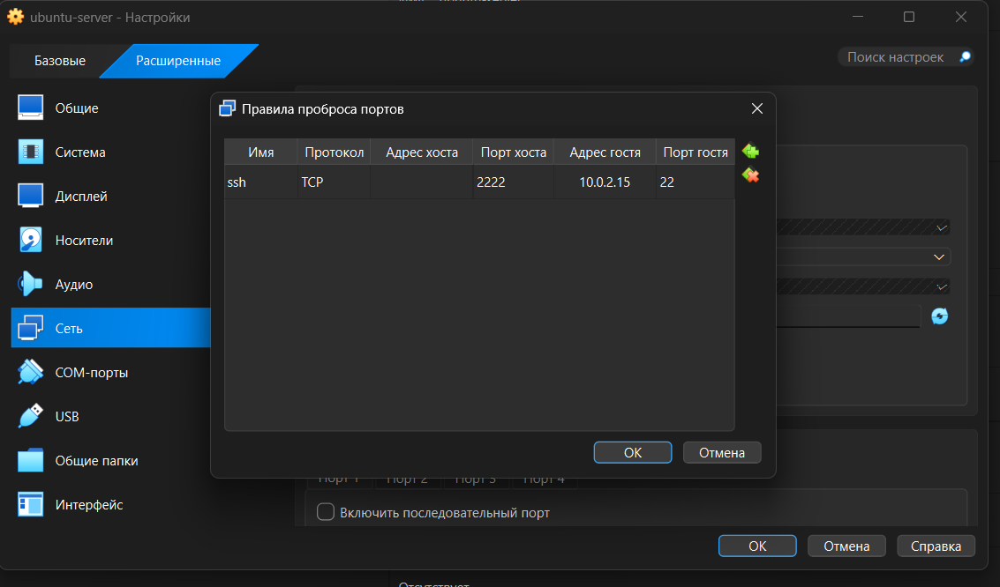 ubuntu-server - Настройки
Базовые Расширенные Поиск настроек
Общие
Система
Дисплей
Носители
Аудио
Сеть
COM-порты
USB
Общие папки
Интерфейс
Правила проброса портов
Имя Протокол Адрес хоста Порт хоста Адрес гостя Порт гостя
ssh TCP 2222 10.0.2.15 22
OK Отмена
Порт 1 Порт 2 Порт 3 Порт 4
Включить последовательный порт
OK Отмена Справка
Отсутствует